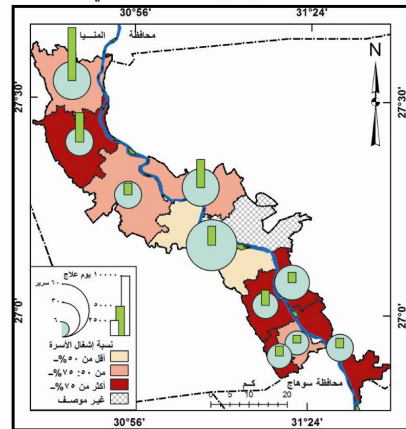 30°56'
31°24'
محافظة المنيا
N
27°30'
27°30'
١٠٠٠٠ يوم علاج
٥٠٠٠
٢٥٠٠
٦٠ سرير
٣٠
٦
نسبة إشغال الأسرة
أقل من ٥٠%-
من ٥٠: ٧٥%-
أكثر من ٧٥%-
غير موصف
27°0'
27°0'
محافظة سوهاج
كم
0 5 10 20
30°56'
31°24'